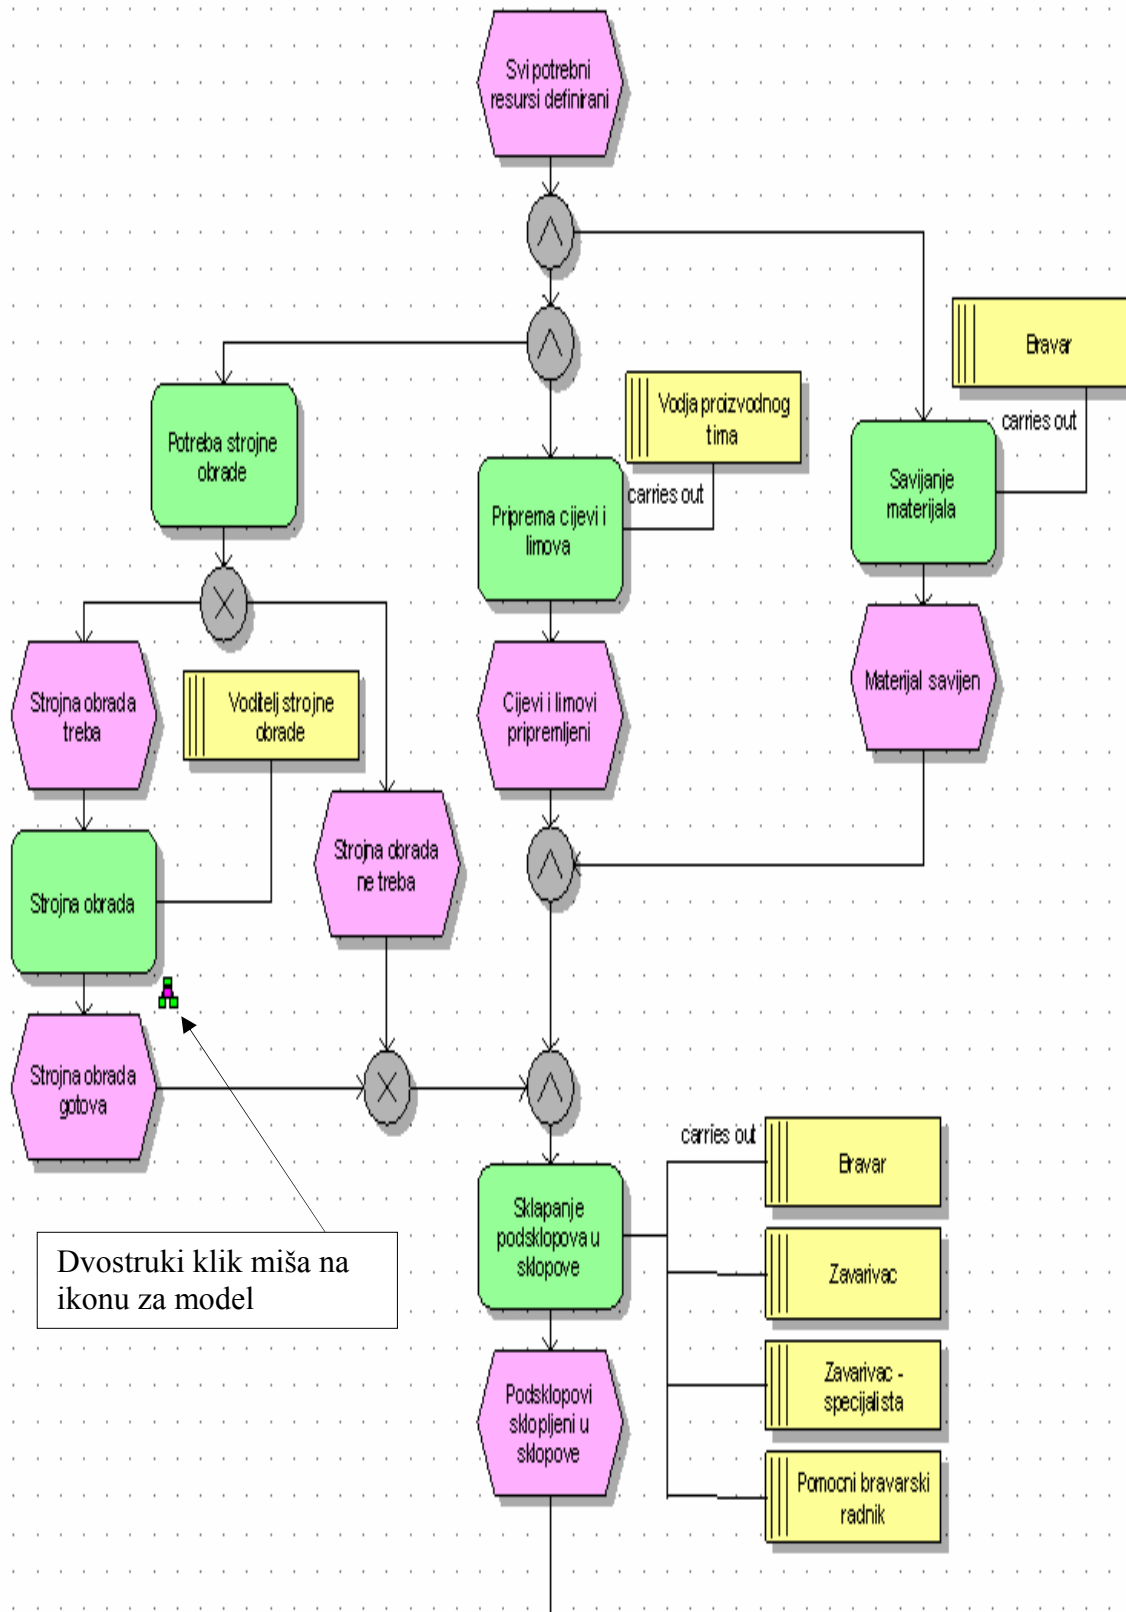 Svi potrebni
resursi definirani
Bravar
carries out
Vodja proizvodnog
tima
carries out
Potreba strojne
obrade
Priprema cijevi i
limova
Savijanje
materijala
Strojna obrada
treba
Voditelj strojne
obrade
Cijevi i limovi
pripremljeni
Materijal savijen
Strojna obrada
ne treba
Strojna obrada
Strojna obrada
gotova
carries out
Bravar
Sklapanje
podsklopova u
sklopove
Zavarivac
Dvostruki klik miša na
ikonu za model
Zavarivac -
specijalista
Podsklopovi
sklopljeni u
sklopove
Pomocni bravarski
radnik